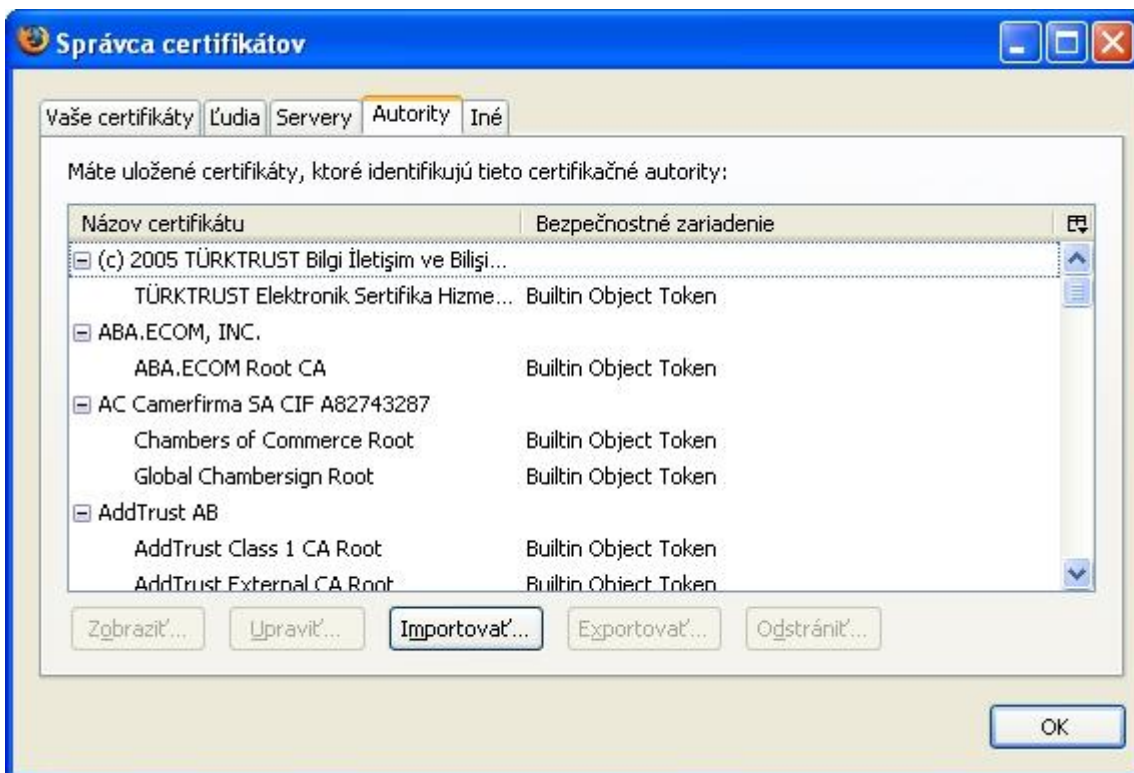 Správca certifikátov
Vaše certifikáty Ľudia Servery Autority Iné
Máte uložené certifikáty, ktoré identifikujú tieto certifikačné autority:
Názov certifikátu Bezpečnostné zariadenie
(c) 2005 TÜRKTRUST Bilgi İletişim ve Bilişi...
TÜRKTRUST Elektronik Sertifika Hizme... Builtin Object Token
ABA.ECOM, INC.
ABA.ECOM Root CA Builtin Object Token
AC Camerfirma SA CIF A82743287
Chambers of Commerce Root Builtin Object Token
Global Chambersign Root Builtin Object Token
AddTrust AB
AddTrust Class 1 CA Root Builtin Object Token
AddTrust External CA Root Builtin Object Token
Zobraziť... Upraviť... Importovať... Exportovať... Odstrániť...
OK